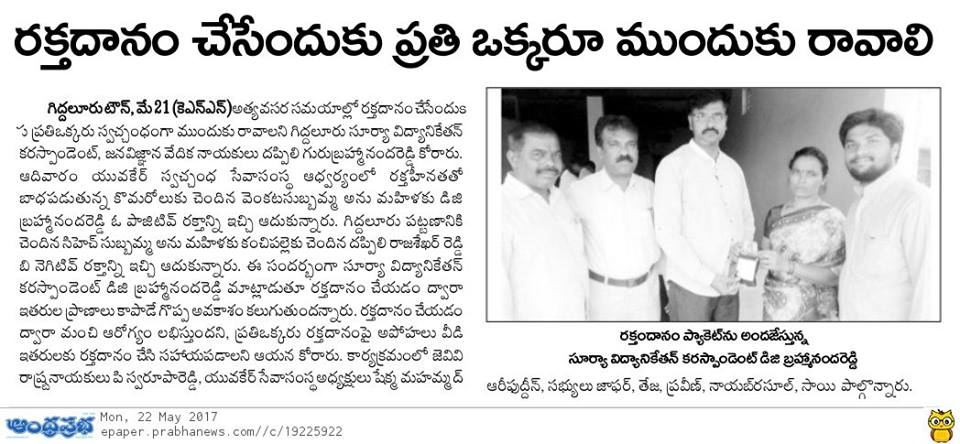 రక్తదానం చేసేందుకు ప్రతి ఒక్కరూ ముందుకు రావాలి
గిద్దలూరుటౌన్, మే 21 (కెఎన్ఎన్)అత్యవసర సమయాల్లో రక్తదానం చేసేందుక
ు ప్రతిఒక్కరు స్వచ్ఛంధంగా ముందుకు రావాలని గిద్దలూరు సూర్యా విద్యానికేతన్
కరస్పాండెంట్, జనవిజ్ఞాన వేదిక నాయకులు దప్పిలి గురుబ్రహ్మానందరెడ్డి కోరారు.
ఆదివారం యువకేర్ స్వచ్ఛంధ సేవాసంస్థ ఆధ్వర్యంలో రక్తహీనతతో
బాధపడుతున్న కొమరోలుకు చెందిన వెంకటసుబ్బమ్మ అను మహిళకు డిజి
బ్రహ్మానందరెడ్డి ఓ పాజిటివ్ రక్తాన్ని ఇచ్చి ఆదుకున్నారు. గిద్దలూరు పట్టణానికి
చెందిన సిహెచ్ సుబ్బమ్మ అను మహిళకు కంచిపల్లెకు చెందిన దప్పిలి రాజశేఖర్ రెడ్డి
బి నెగిటివ్ రక్తాన్ని ఇచ్చి ఆదుకున్నారు. ఈ సందర్భంగా సూర్యా విద్యానికేతన్
కరస్పాండెంట్ డిజి బ్రహ్మానందరెడ్డి మాట్లాడుతూ రక్తదానం చేయడం ద్వారా
ఇతరుల ప్రాణాలు కాపాడే గొప్ప అవకాశం కలుగుతుందన్నారు. రక్తదానం చేయడం
ద్వారా మంచి ఆరోగ్యం లభిస్తుందని, ప్రతిఒక్కరు రక్తదానంపై అపోహలు వీడి
ఇతరులకు రక్తదానం చేసి సహాయపడాలని ఆయన కోరారు. కార్యక్రమంలో జెవివి
రాష్ట్రనాయకులు పి స్వరూపారెడ్డి, యువకేర్ సేవాసంస్థ అధ్యక్షులు షేక్మ మహమ్మద్
రక్తందానం ప్యాకెట్‌ను అందజేస్తున్న
సూర్యా విద్యానికేతన్ కరస్పాండెంట్ డిజి బ్రహ్మానందరెడ్డి
ఆరీఫుద్దీన్, సభ్యులు జాఫర్, తేజ, ప్రవీణ్, నాయబ్‌రసూల్, సాయి పాల్గొన్నారు.
ఆంధ్రప్రభ
Mon, 22 May 2017
epaper.prabhanews.com//c/19225922